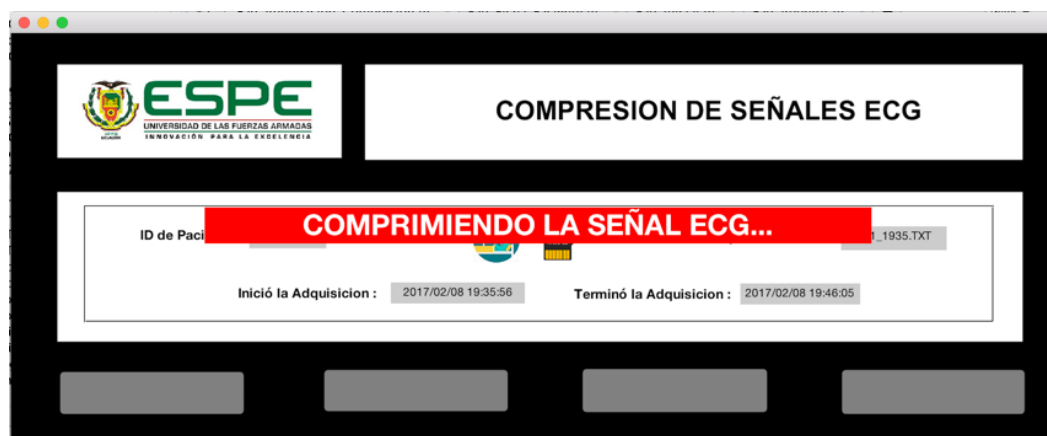 ESPE
UNIVERSIDAD DE LAS FUERZAS ARMADAS
INNOVACIÓN PARA LA EXCELENCIA
COMPRESION DE SEÑALES ECG
COMPRIMIENDO LA SEÑAL ECG...
ID de Paci
1_1935.TXT
Inició la Adquisicion : 2017/02/08 19:35:56 Terminó la Adquisicion : 2017/02/08 19:46:05